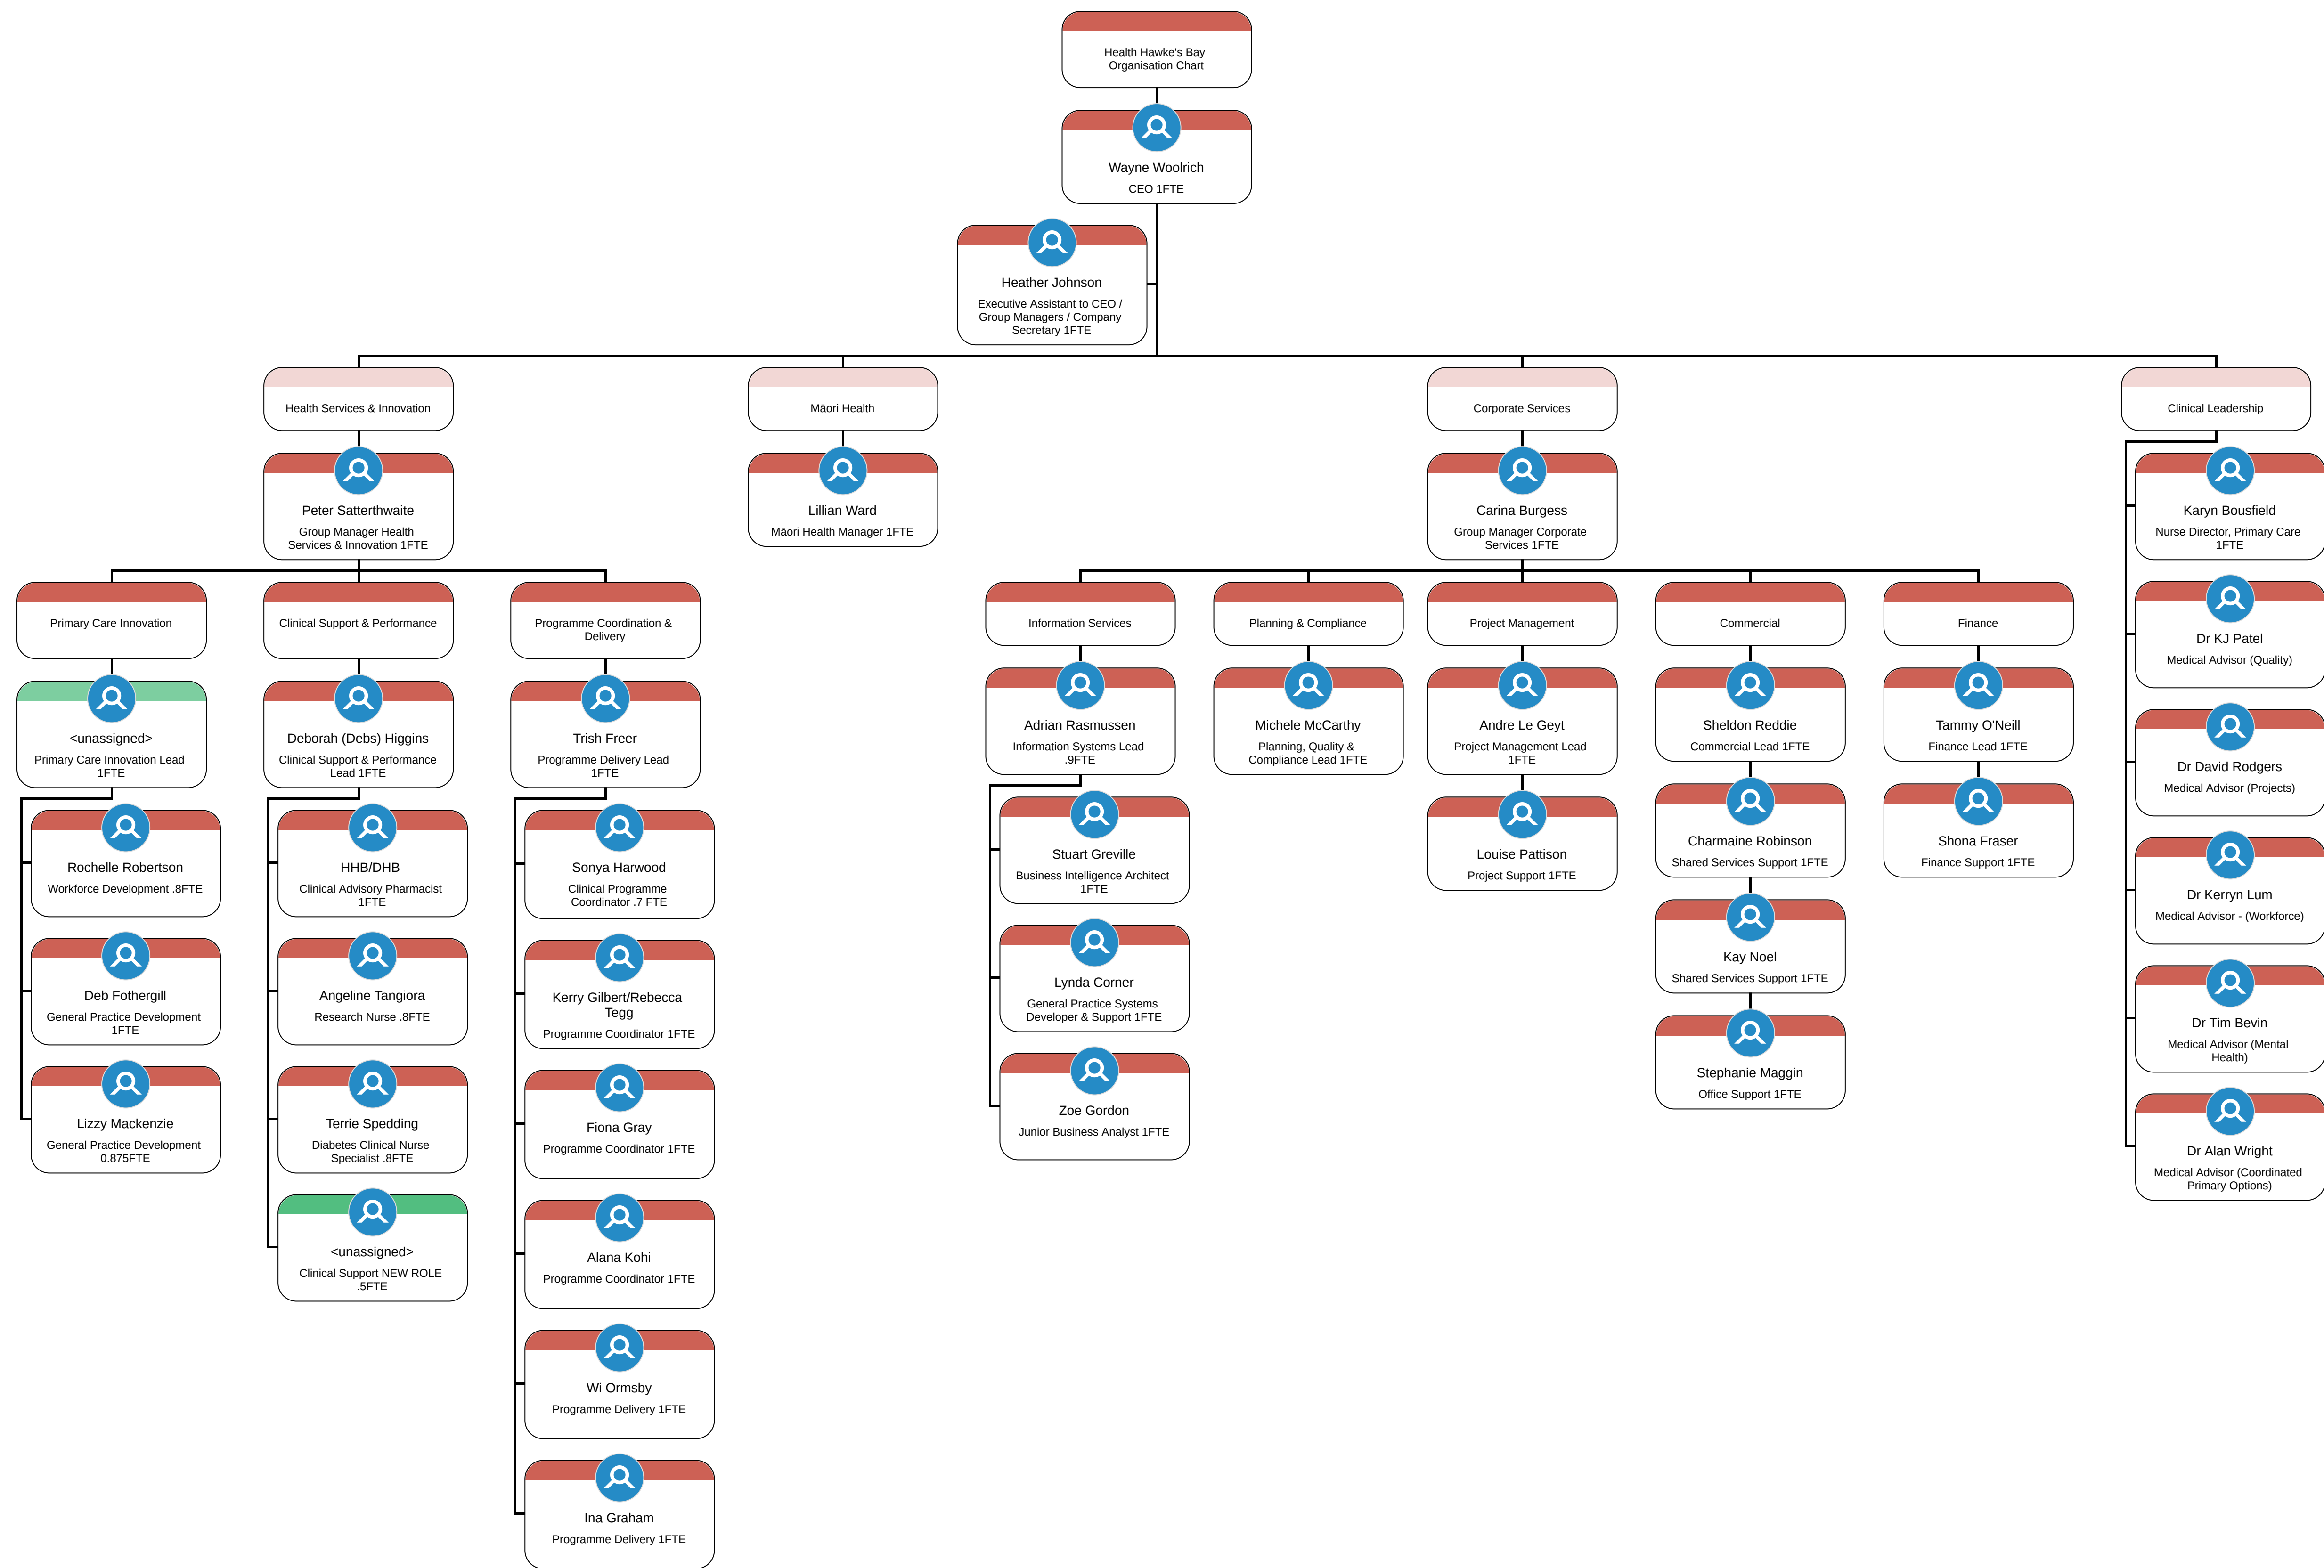 Health Hawke's Bay
Organisation Chart
Wayne Woolrich
CEO 1FTE
Heather Johnson
Executive Assistant to CEO /
Group Managers / Company
Secretary 1FTE
Health Services & Innovation
Peter Satterthwaite
Group Manager Health
Services & Innovation 1FTE
Primary Care Innovation
<unassigned>
Primary Care Innovation Lead
1FTE
Rochelle Robertson
Workforce Development .8FTE
Deb Fothergill
General Practice Development
1FTE
Lizzy Mackenzie
General Practice Development
0.875FTE
Clinical Support & Performance
Deborah (Debs) Higgins
Clinical Support & Performance
Lead 1FTE
HHB/DHB
Clinical Advisory Pharmacist
1FTE
Angeline Tangiora
Research Nurse .8FTE
Terrie Spedding
Diabetes Clinical Nurse
Specialist .8FTE
<unassigned>
Clinical Support NEW ROLE
.5FTE
Programme Coordination &
Delivery
Trish Freer
Programme Delivery Lead
1FTE
Sonya Harwood
Clinical Programme
Coordinator .7 FTE
Kerry Gilbert/Rebecca
Tegg
Programme Coordinator 1FTE
Fiona Gray
Programme Coordinator 1FTE
Alana Kohi
Programme Coordinator 1FTE
Wi Ormsby
Programme Delivery 1FTE
Ina Graham
Programme Delivery 1FTE
Māori Health
Lillian Ward
Māori Health Manager 1FTE
Corporate Services
Carina Burgess
Group Manager Corporate
Services 1FTE
Information Services
Adrian Rasmussen
Information Systems Lead
.9FTE
Stuart Greville
Business Intelligence Architect
1FTE
Lynda Corner
General Practice Systems
Developer & Support 1FTE
Zoe Gordon
Junior Business Analyst 1FTE
Planning & Compliance
Michele McCarthy
Planning, Quality &
Compliance Lead 1FTE
Project Management
Andre Le Geyt
Project Management Lead
1FTE
Louise Pattison
Project Support 1FTE
Commercial
Sheldon Reddie
Commercial Lead 1FTE
Charmaine Robinson
Shared Services Support 1FTE
Kay Noel
Shared Services Support 1FTE
Stephanie Maggin
Office Support 1FTE
Finance
Tammy O'Neill
Finance Lead 1FTE
Shona Fraser
Finance Support 1FTE
Clinical Leadership
Karyn Bousfield
Nurse Director, Primary Care
1FTE
Dr KJ Patel
Medical Advisor (Quality)
Dr David Rodgers
Medical Advisor (Projects)
Dr Kerryn Lum
Medical Advisor - (Workforce)
Dr Tim Bevin
Medical Advisor (Mental
Health)
Dr Alan Wright
Medical Advisor (Coordinated
Primary Options)